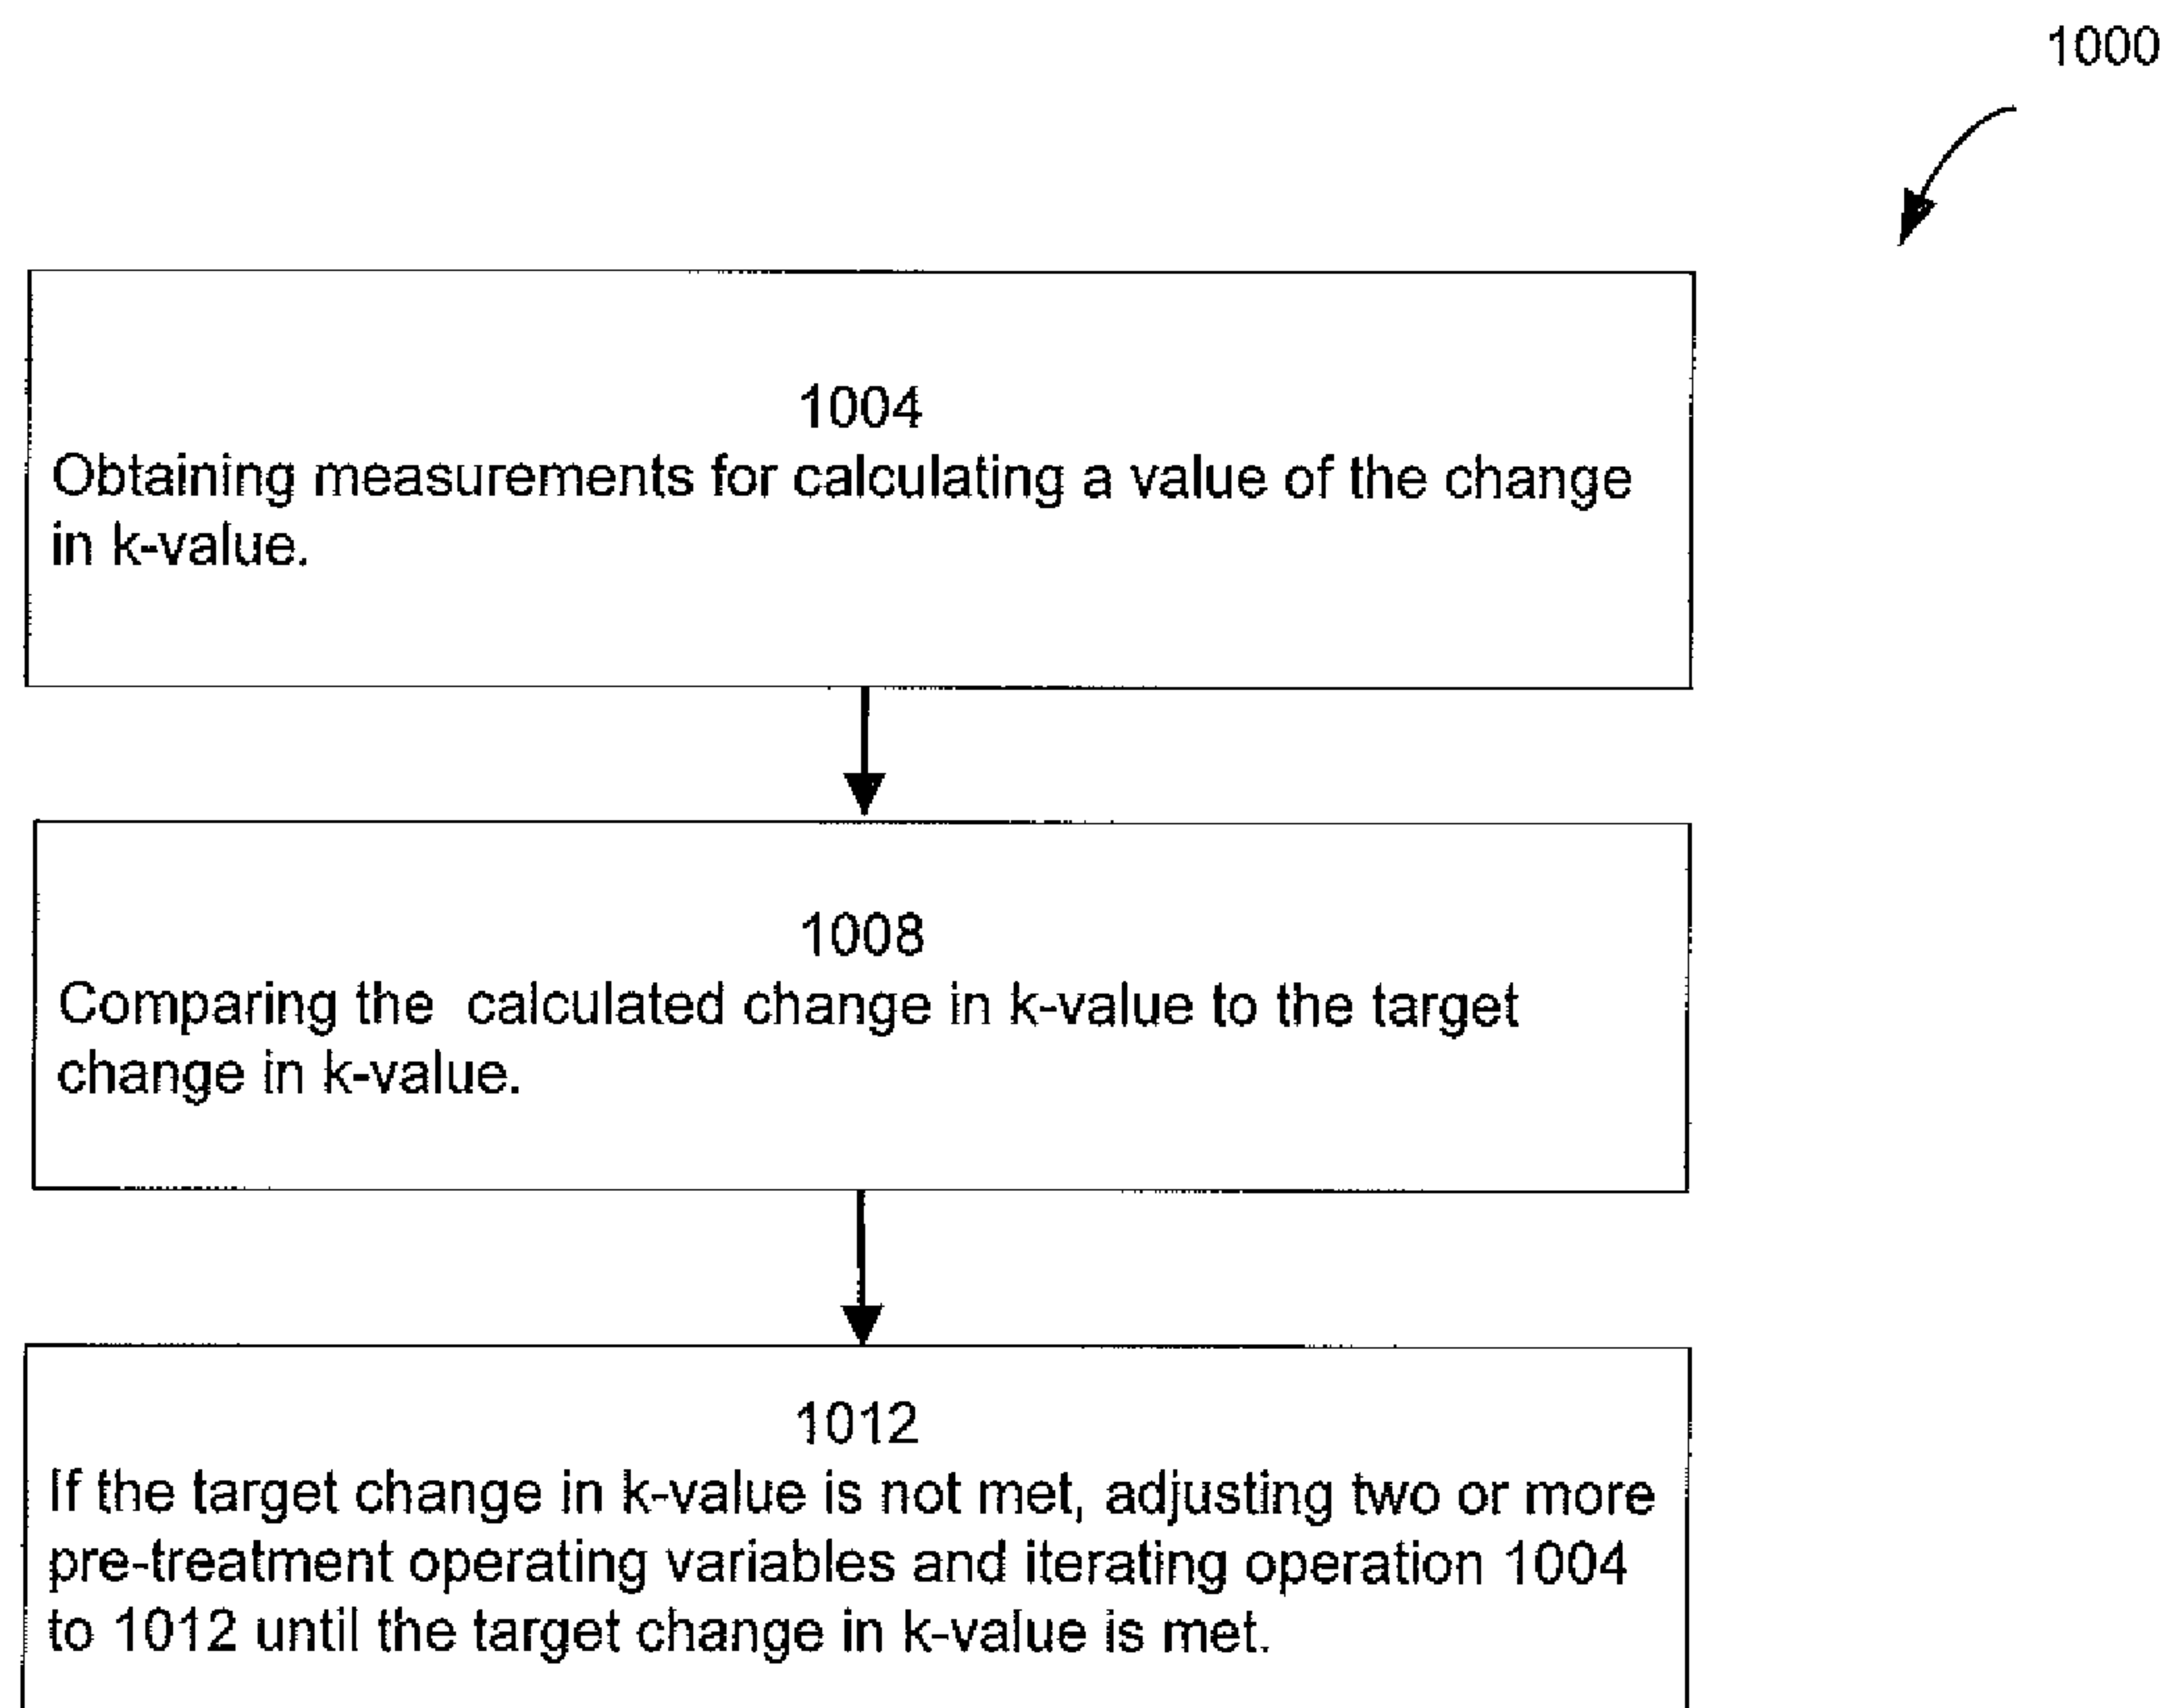 1000
1004
Obtaining measurements for calculating a value of the change
in k-value.
1008
Comparing the calculated change in k-value to the target
change in k-value.
1012
If the target change in k-value is not met, adjusting two or more
pre-treatment operating variables and iterating operation 1004
to 1012 until the target change in k-value is met.